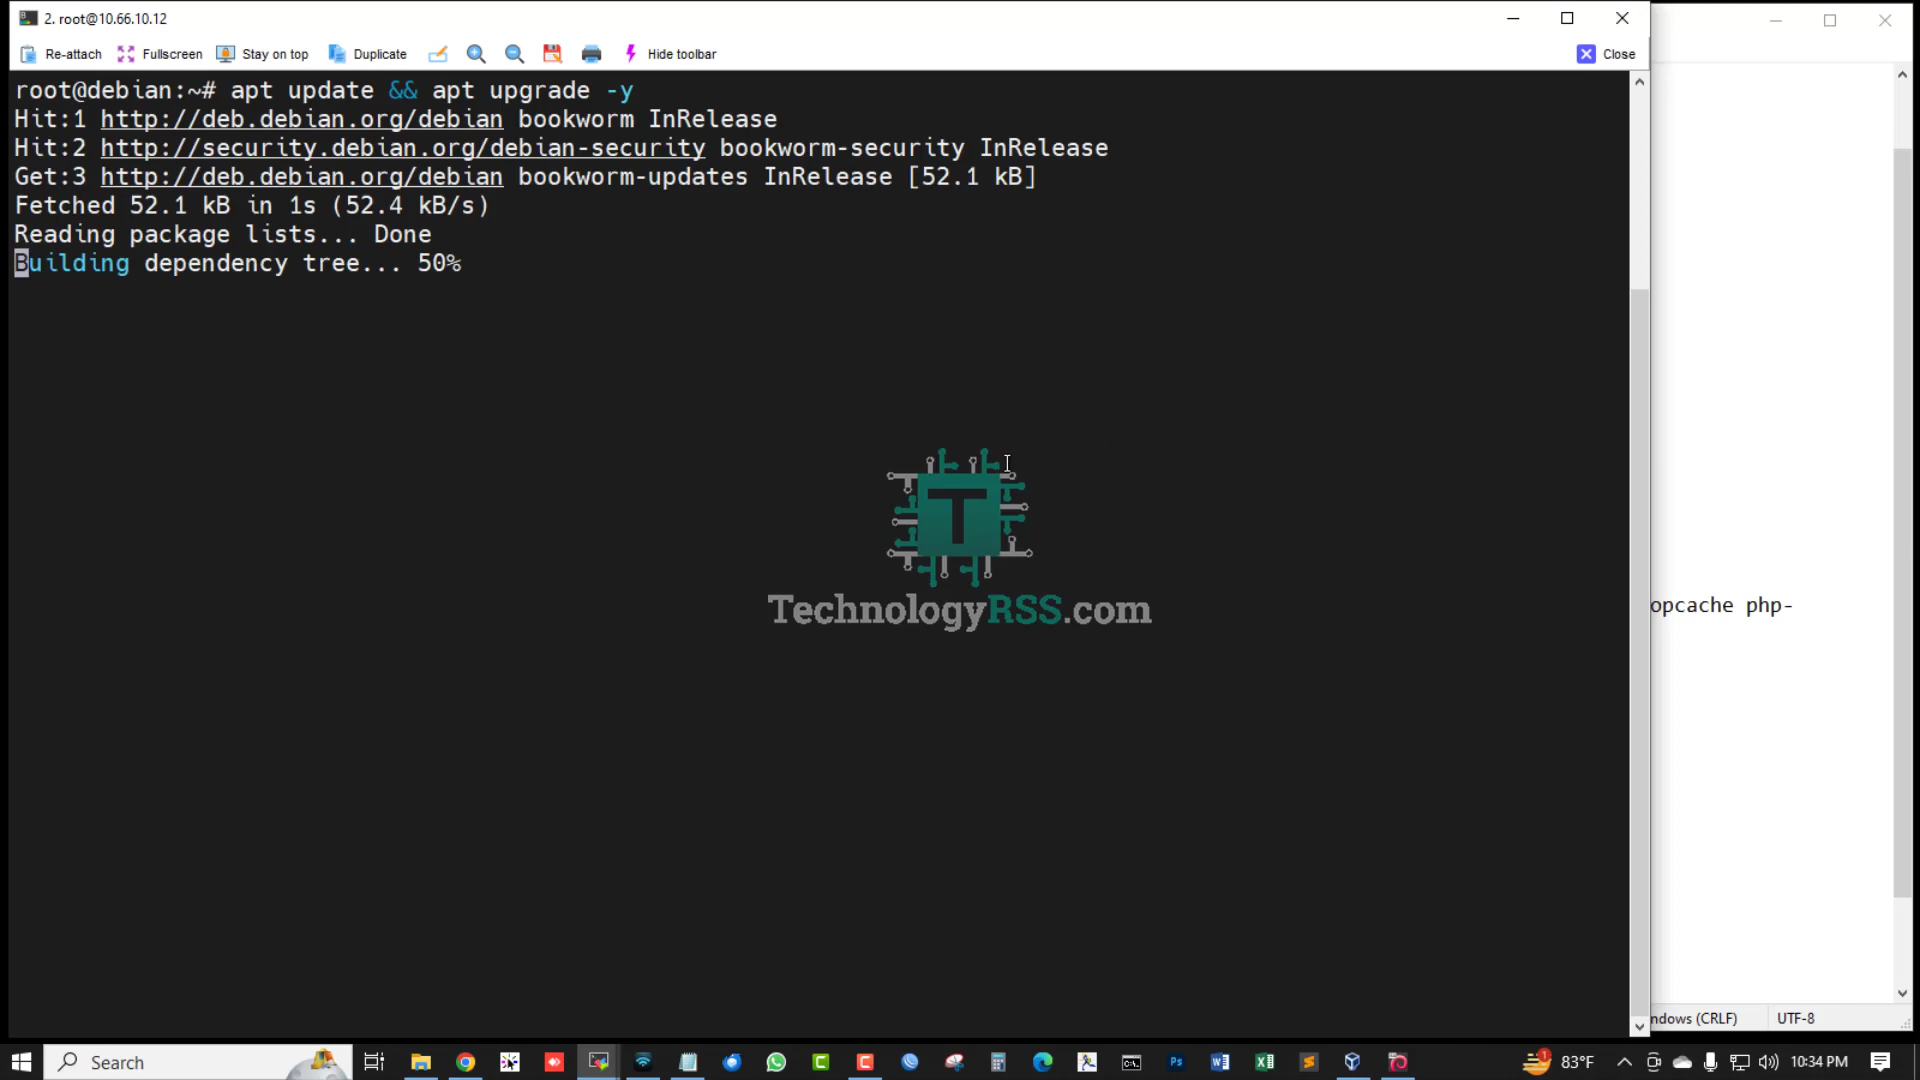 2. root@10.66.10.12
Re-attach Fullscreen Stay on top Duplicate Hide toolbar Close
root@debian:~# apt update && apt upgrade -y
Hit:1 http://deb.debian.org/debian bookworm InRelease
Hit:2 http://security.debian.org/debian-security bookworm-security InRelease
Get:3 http://deb.debian.org/debian bookworm-updates InRelease [52.1 kB]
Fetched 52.1 kB in 1s (52.4 kB/s)
Reading package lists... Done
Building dependency tree... 50%
T
TechnologyRSS.com
opcache php-
ndows (CRLF) UTF-8
Search
83°F
10:34 PM